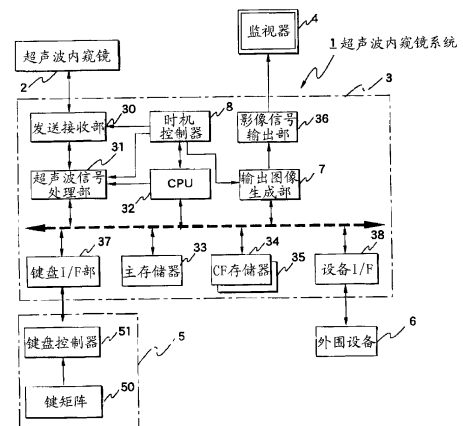 监视器
4
1 超声波内窥镜系统
超声波内窥镜
2
3
30
8
36
发送接收部
时机
控制器
影像信号
输出部
31
7
超声波信号
处理部
CPU
32
输出图像
生成部
37
33
34
35
38
键盘I/F部
主存储器
CF存储器
设备I/F
51
5
键盘控制器
6
外围设备
键矩阵
50